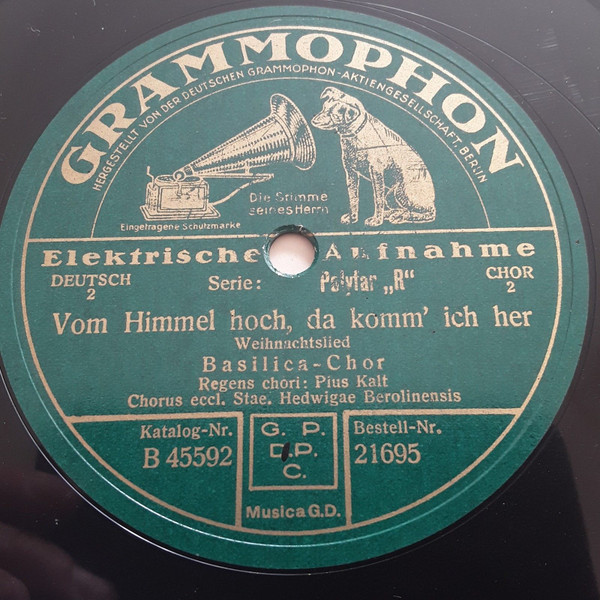 GRAMMOPHON
HERGESTELLT VON DER DEUTSCHEN GRAMMOPHON-AKTIENGESELLSCHAFT, BERLIN
Die Stimme
seines Herrn
Eingetragene Schutzmarke
Elektrische Aufnahme
DEUTSCH
2
Serie: Polyfar „R“
CHOR
2
Vom Himmel hoch, da komm' ich her
Weihnachtslied
Basilica-Chor
Regens chori: Pius Kalt
Chorus eccl. Stae. Hedwigae Berolinensis
Katalog-Nr.
B 45592
G. P.
D.P.
C.
Bestell-Nr.
21695
Musica G.D.